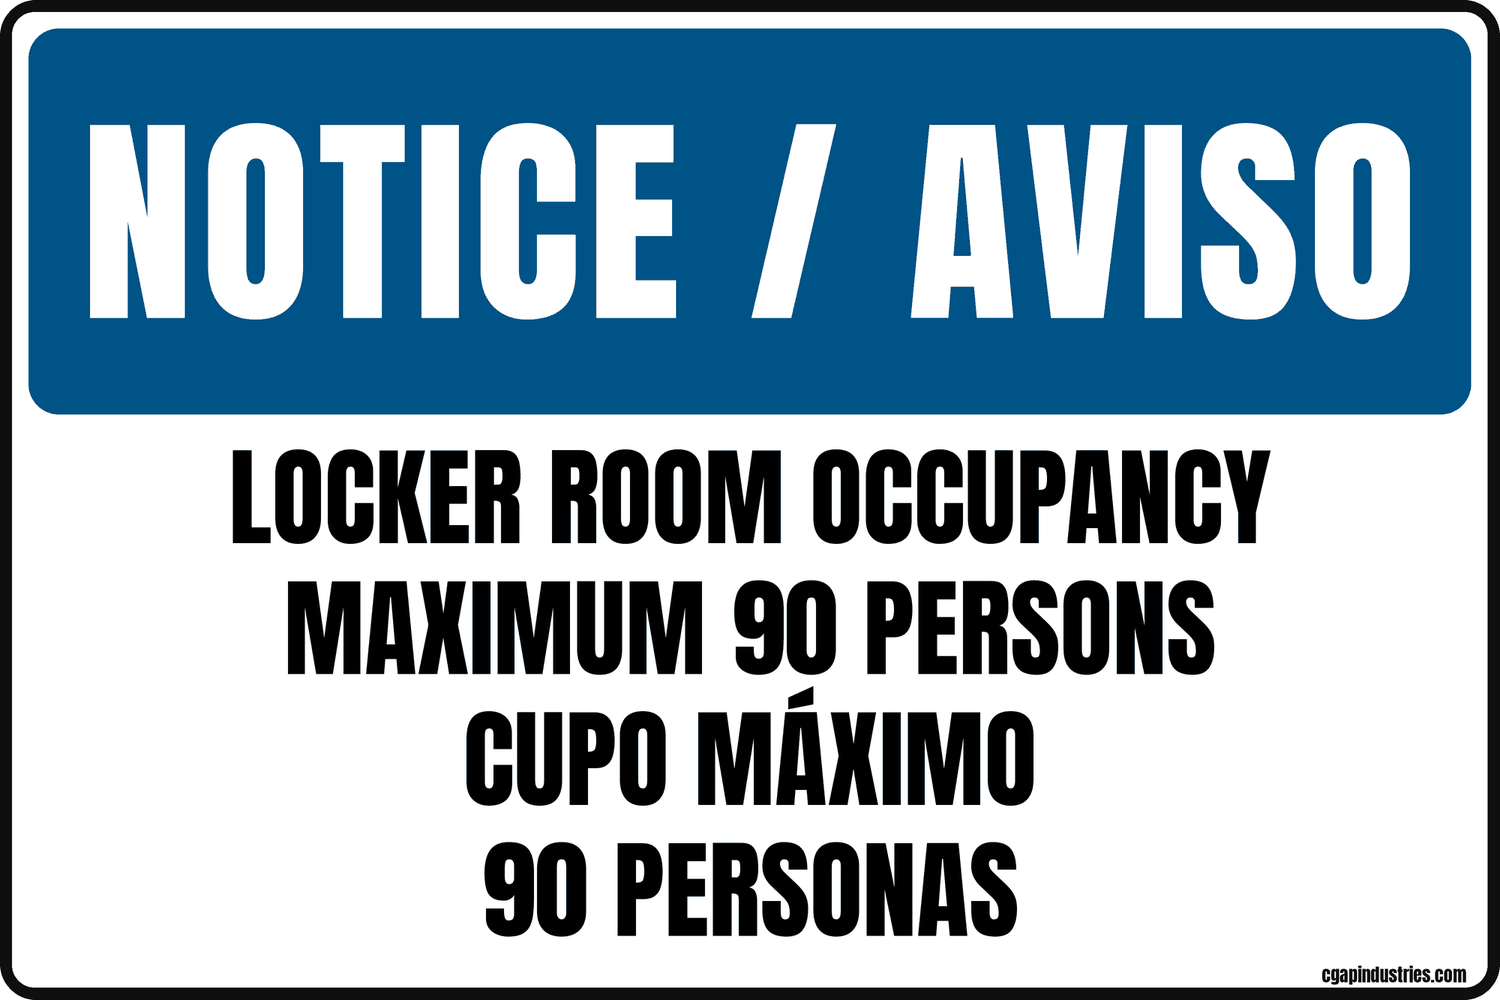 NOTICE / AVISO
LOCKER ROOM OCCUPANCY
MAXIMUM 90 PERSONS
CUPO MÁXIMO
90 PERSONAS
cgapindustries.com